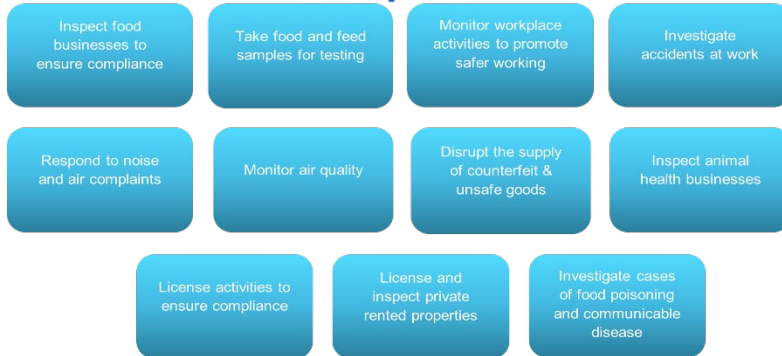 Inspect food
businesses to
ensure compliance
Take food and feed
samples for testing
Monitor workplace
activities to promote
safer working
Investigate
accidents at work
Respond to noise
and air complaints
Monitor air quality
Disrupt the supply
of counterfeit &
unsafe goods
Inspect animal
health businesses
License activities to
ensure compliance
License and
inspect private
rented properties
Investigate cases
of food poisoning
and communicable
disease